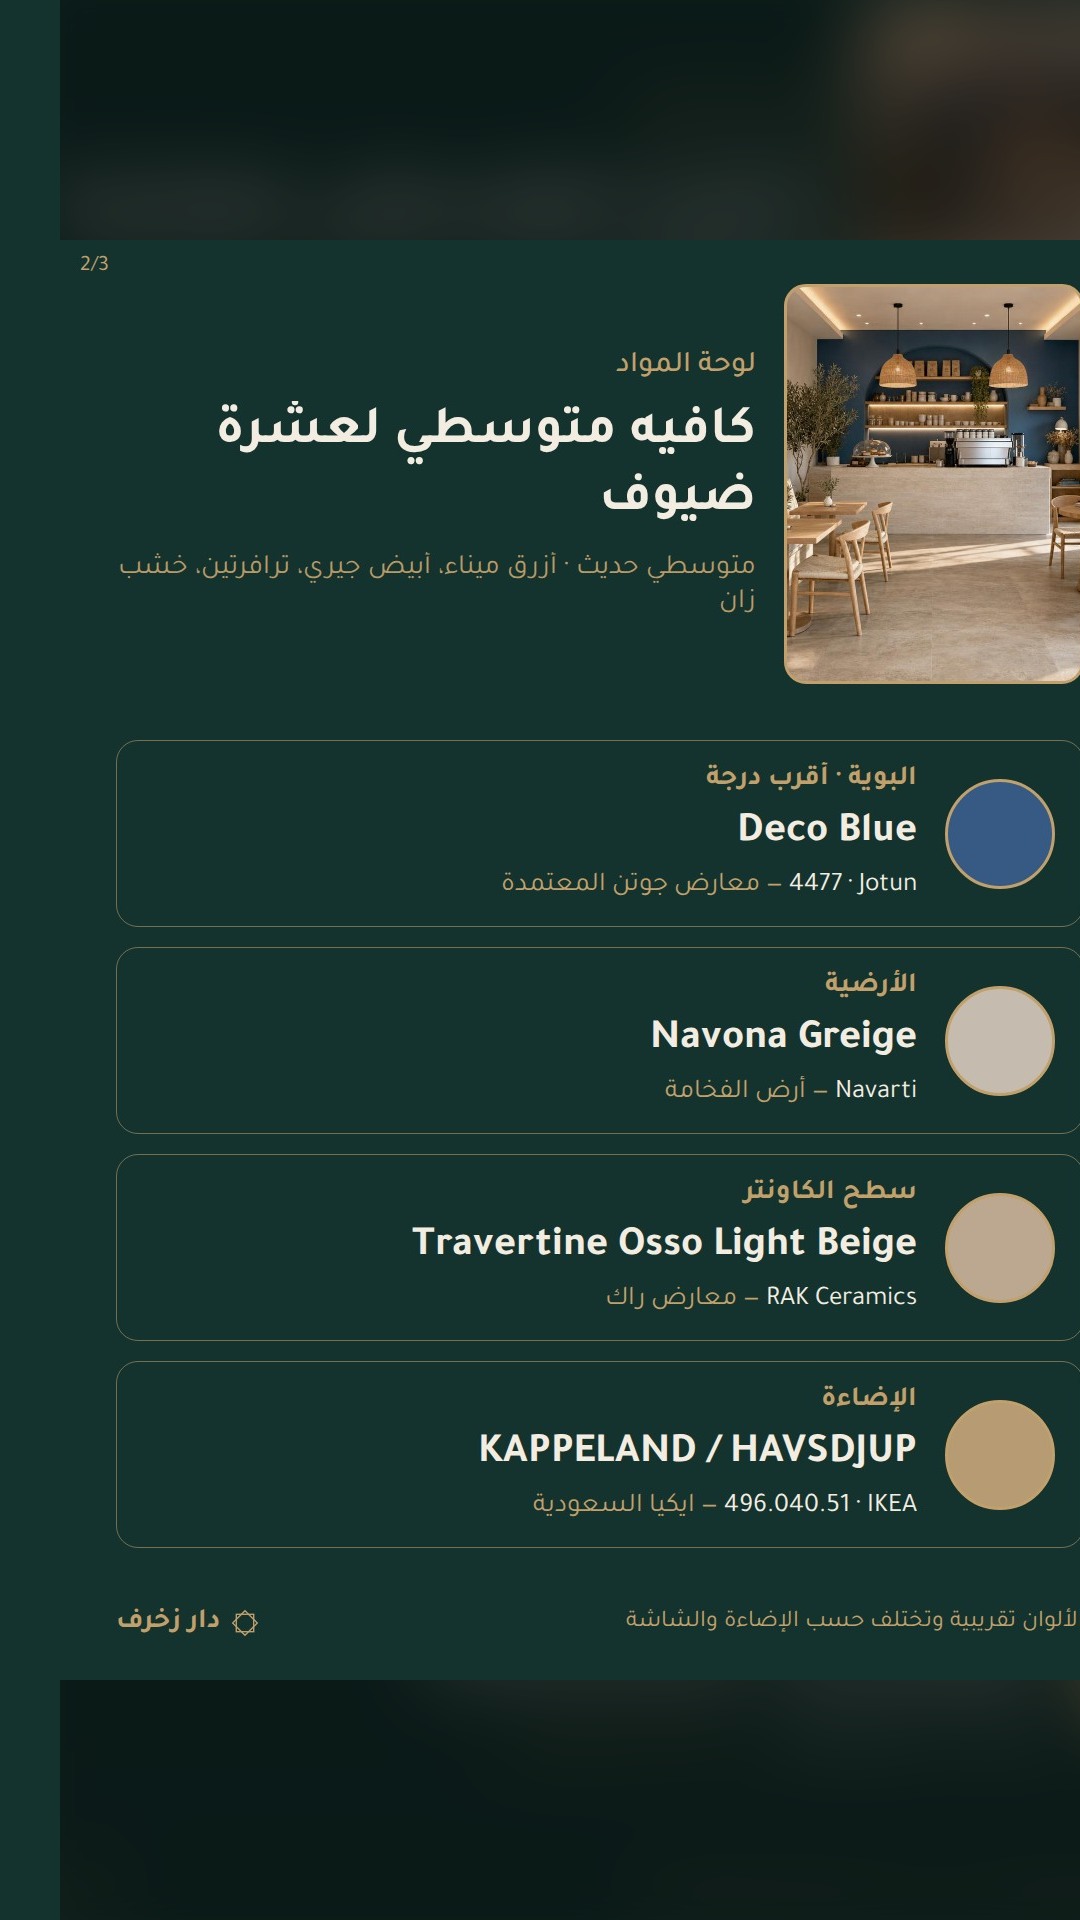 2/3
لوحة المواد
كافيه متوسطي لعشرة
ضيوف
متوسطي حديث · أزرق ميناء، أبيض جيري، ترافرتين، خشب
زان
البوية · أقرب درجة
Deco Blue
Jotun · 4477 — معارض جوتن المعتمدة
الأرضية
Navona Greige
Navarti — أرض الفخامة
سطح الكاونتر
Travertine Osso Light Beige
RAK Ceramics — معارض راك
الإضاءة
KAPPELAND / HAVSDJUP
IKEA · 496.040.51 — ايكيا السعودية
لألوان تقريبية وتختلف حسب الإضاءة والشاشة
دار زخرف